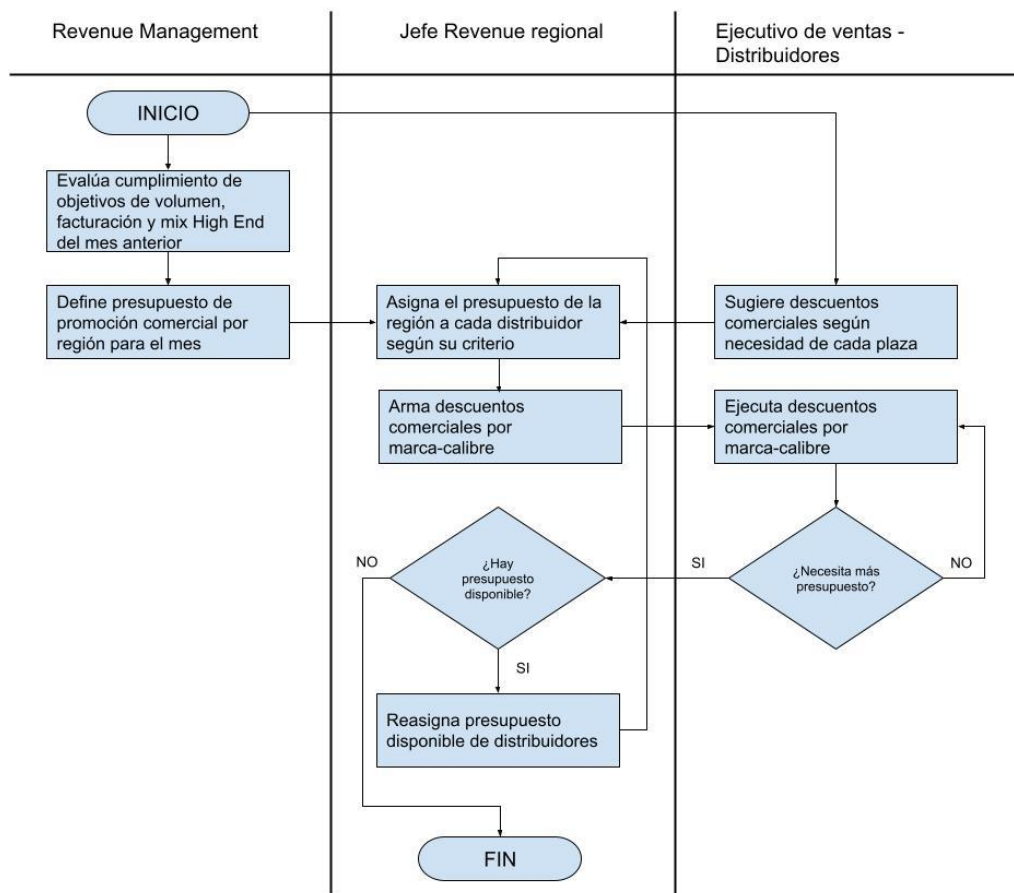 Revenue Management
Jefe Revenue regional
Ejecutivo de ventas -
Distribuidores
INICIO
Evalúa cumplimiento de
objetivos de volumen,
facturación y mix High End
del mes anterior
Define presupuesto de
promoción comercial por
región para el mes
Asigna el presupuesto de la
región a cada distribuidor
según su criterio
Sugiere descuentos
comerciales según
necesidad de cada plaza
Arma descuentos
comerciales por
marca-calibre
Ejecuta descuentos
comerciales por
marca-calibre
NO
¿Hay
presupuesto
disponible?
SI
¿Necesita más
presupuesto?
NO
SI
Reasigna presupuesto
disponible de distribuidores
FIN